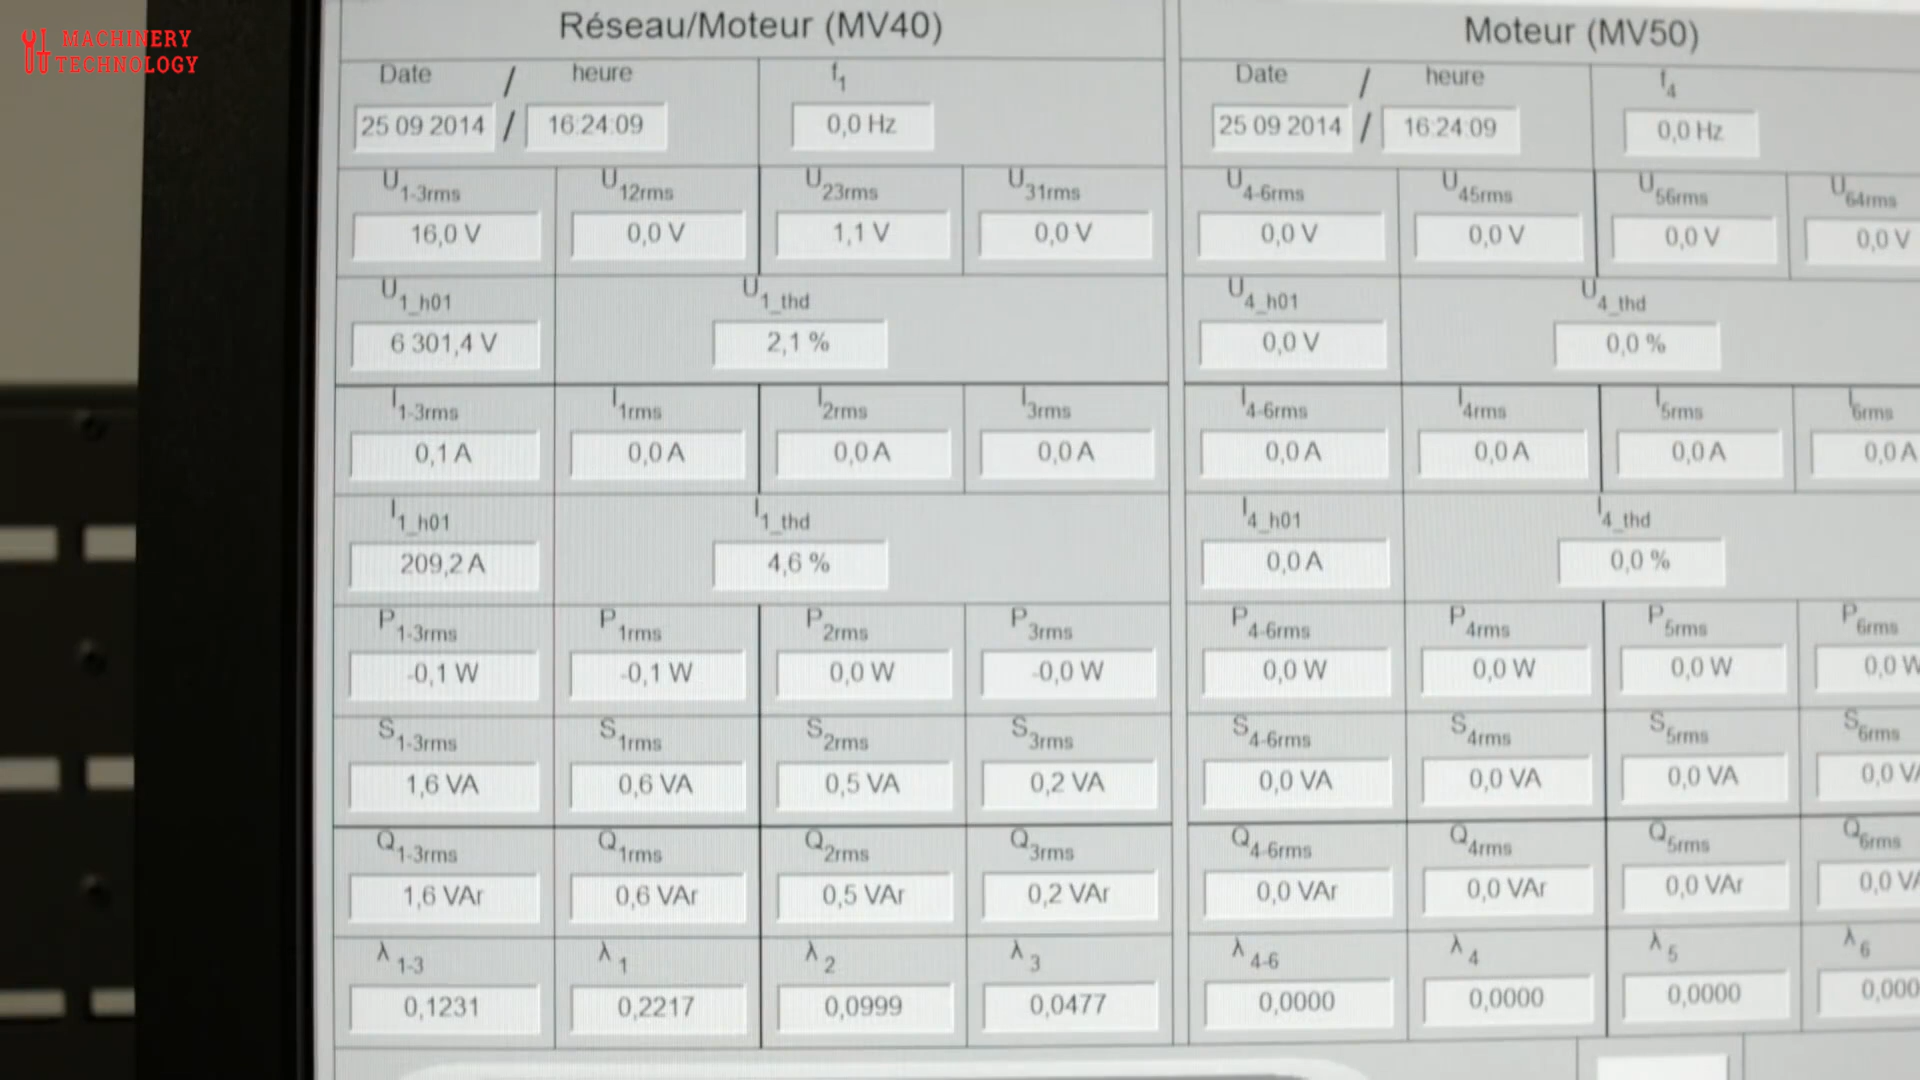 MACHINERY
TECHNOLOGY
Réseau/Moteur (MV40)
Date / heure f1
25 09 2014 / 16:24:09 0,0 Hz
U1-3rms U12rms U23rms U31rms
16,0 V 0,0 V 1,1 V 0,0 V
U1_h01 U1_thd
6 301,4 V 2,1 %
I1-3rms I1rms I2rms I3rms
0,1 A 0,0 A 0,0 A 0,0 A
I1_h01 I1_thd
209,2 A 4,6 %
P1-3rms P1rms P2rms P3rms
-0,1 W -0,1 W 0,0 W -0,0 W
S1-3rms S1rms S2rms S3rms
1,6 VA 0,6 VA 0,5 VA 0,2 VA
Q1-3rms Q1rms Q2rms Q3rms
1,6 VAr 0,6 VAr 0,5 VAr 0,2 VAr
λ1-3 λ1 λ2 λ3
0,1231 0,2217 0,0999 0,0477
Moteur (MV50)
Date / heure f4
25 09 2014 / 16:24:09 0,0 Hz
U4-6rms U45rms U56rms U64rms
0,0 V 0,0 V 0,0 V 0,0 V
U4_h01 U4_thd
0,0 V 0,0 %
I4-6rms I4rms I5rms I6rms
0,0 A 0,0 A 0,0 A 0,0 A
I4_h01 I4_thd
0,0 A 0,0 %
P4-6rms P4rms P5rms P6rms
0,0 W 0,0 W 0,0 W 0,0 W
S4-6rms S4rms S5rms S6rms
0,0 VA 0,0 VA 0,0 VA 0,0
Q4-6rms Q4rms Q5rms Q6rms
0,0 VAr 0,0 VAr 0,0 VAr 0,0
λ4-6 λ4 λ5 λ6
0,0000 0,0000 0,0000 0,000